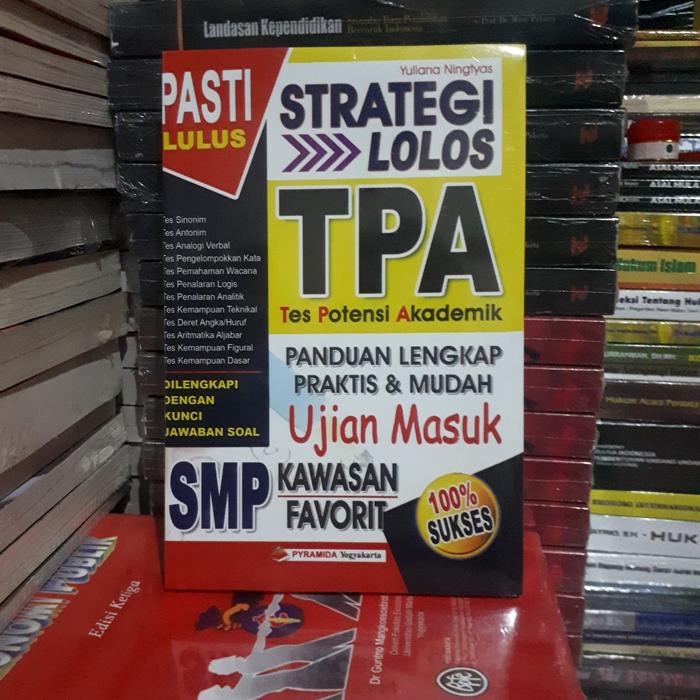 Landasan Kependidikan
Yuliana Ningtyas
PASTI
LULUS
STRATEGI
LOLOS
TPA
Tes Potensi Akademik
Tes Sinonim
Tes Antonim
Tes Analogi Verbal
Tes Pengelompokkan Kata
Tes Pemahaman Wacana
Tes Penalaran Logis
Tes Penalaran Analitik
Tes Kemampuan Teknikal
Tes Deret Angka/Huruf
Tes Aritmatika Aljabar
Tes Kemampuan Figural
Tes Kemampuan Dasar
DILENGKAPI
DENGAN
KUNCI
JAWABAN SOAL
PANDUAN LENGKAP
PRAKTIS & MUDAH
Ujian Masuk
SMP KAWASAN
FAVORIT
100%
SUKSES
PYRAMIDA Yogyakarta
Edisi Ketiga
Hukum Islam
HUK